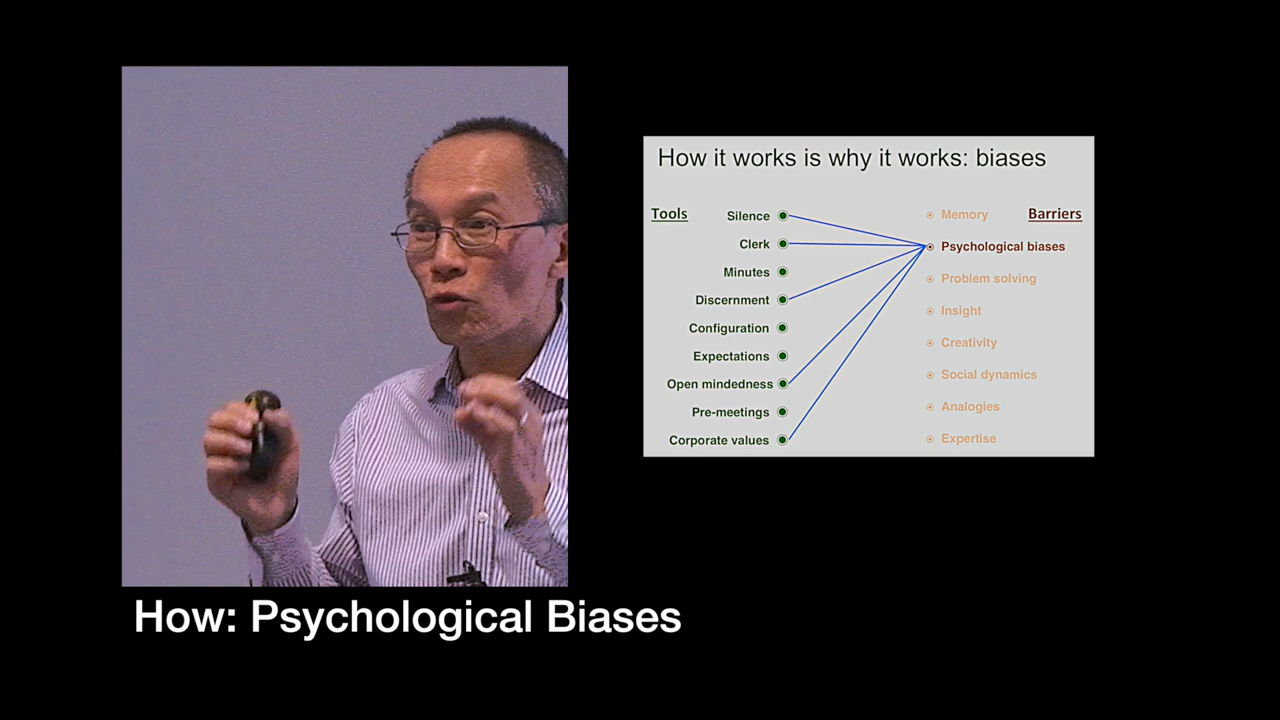 How it works is why it works: biases
Tools
Silence
Clerk
Minutes
Discernment
Configuration
Expectations
Open mindedness
Pre-meetings
Corporate values
Barriers
Memory
Psychological biases
Problem solving
Insight
Creativity
Social dynamics
Analogies
Expertise
How: Psychological Biases